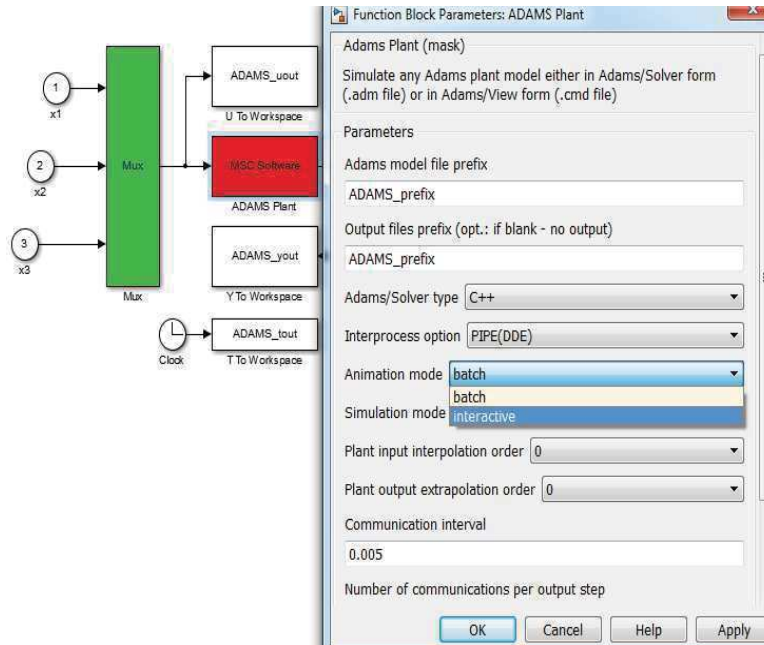 1
x1
2
x2
3
x3
Mux
Mux
ADAMS_uout
U To Workspace
MSC Software
ADAMS Plant
ADAMS_yout
Y To Workspace
Clock
ADAMS_tout
T To Workspace
Function Block Parameters: ADAMS Plant
Adams Plant (mask)
Simulate any Adams plant model either in Adams/Solver form
(.adm file) or in Adams/View form (.cmd file)
Parameters
Adams model file prefix
ADAMS_prefix
Output files prefix (opt.: if blank - no output)
ADAMS_prefix
Adams/Solver type C++
Interprocess option PIPE(DDE)
Animation mode batch
batch
interactive
Simulation mode
Plant input interpolation order 0
Plant output extrapolation order 0
Communication interval
0.005
Number of communications per output step
OK Cancel Help Apply